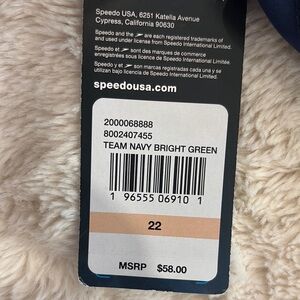 Speedo USA, 6251 Katella Avenue
Cypress, California 90630
Speedo and the are each registered trademarks of
and used under license from Speedo International Limited.
Speedo et sont des marques de commerce
enregistrées sous licence de Speedo International Limited.
Speedo y el son marcas registradas cada una y se
utilizan bajo licencia de Speedo International Limited.
speedousa.com
2000068888
8002407455
TEAM NAVY BRIGHT GREEN
1 96555 06910 1
22
MSRP $58.00